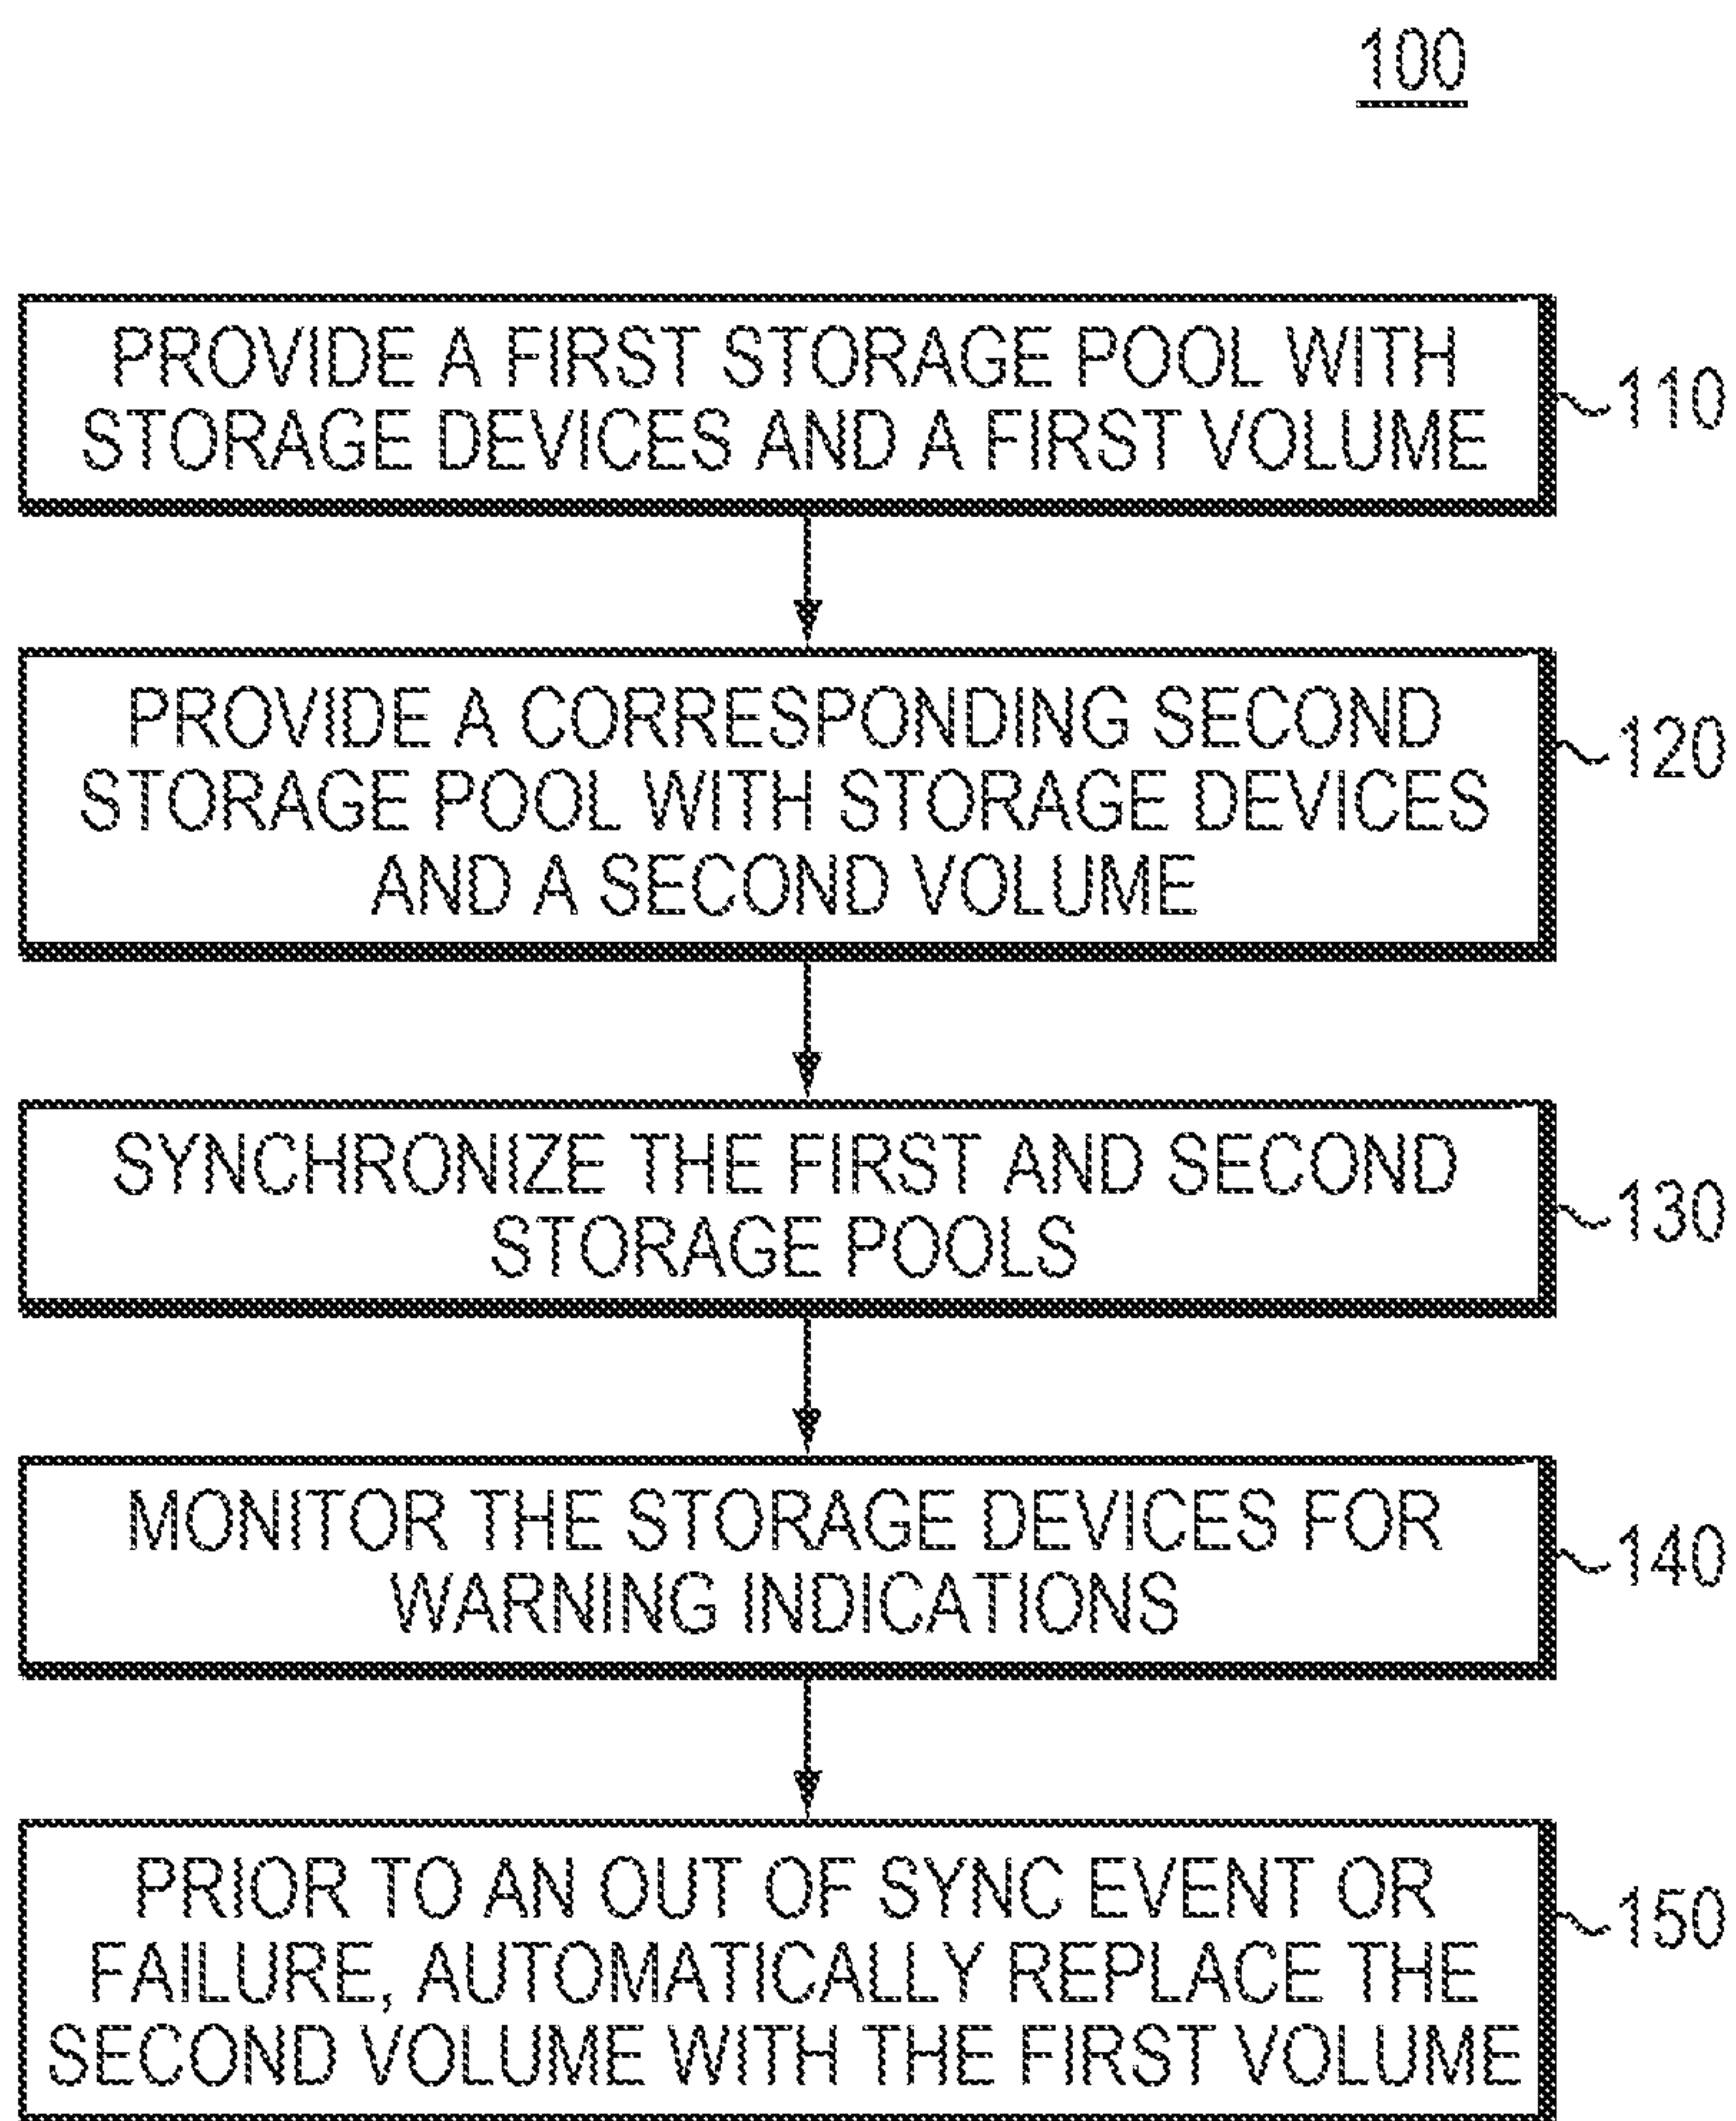 100
PROVIDE A FIRST STORAGE POOL WITH
STORAGE DEVICES AND A FIRST VOLUME
110
PROVIDE A CORRESPONDING SECOND
STORAGE POOL WITH STORAGE DEVICES
AND A SECOND VOLUME
120
SYNCHRONIZE THE FIRST AND SECOND
STORAGE POOLS
130
MONITOR THE STORAGE DEVICES FOR
WARNING INDICATIONS
140
PRIOR TO AN OUT OF SYNC EVENT OR
FAILURE, AUTOMATICALLY REPLACE THE
SECOND VOLUME WITH THE FIRST VOLUME
150